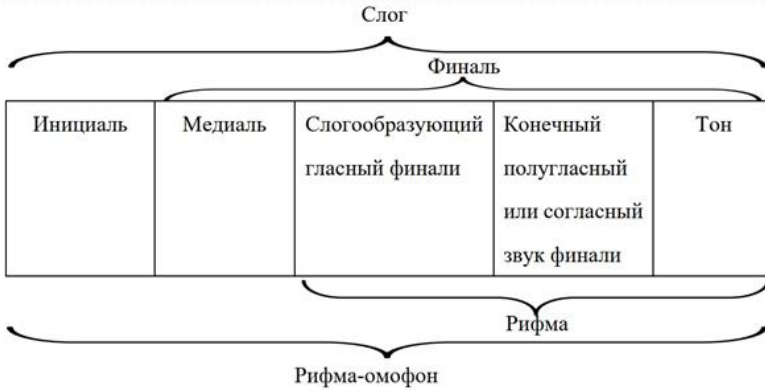 Слог
Финаль
Инициаль
Медиаль
Слогообразующий
гласный финали
Конечный
полугласный
или согласный
звук финали
Тон
Рифма
Рифма-омофон